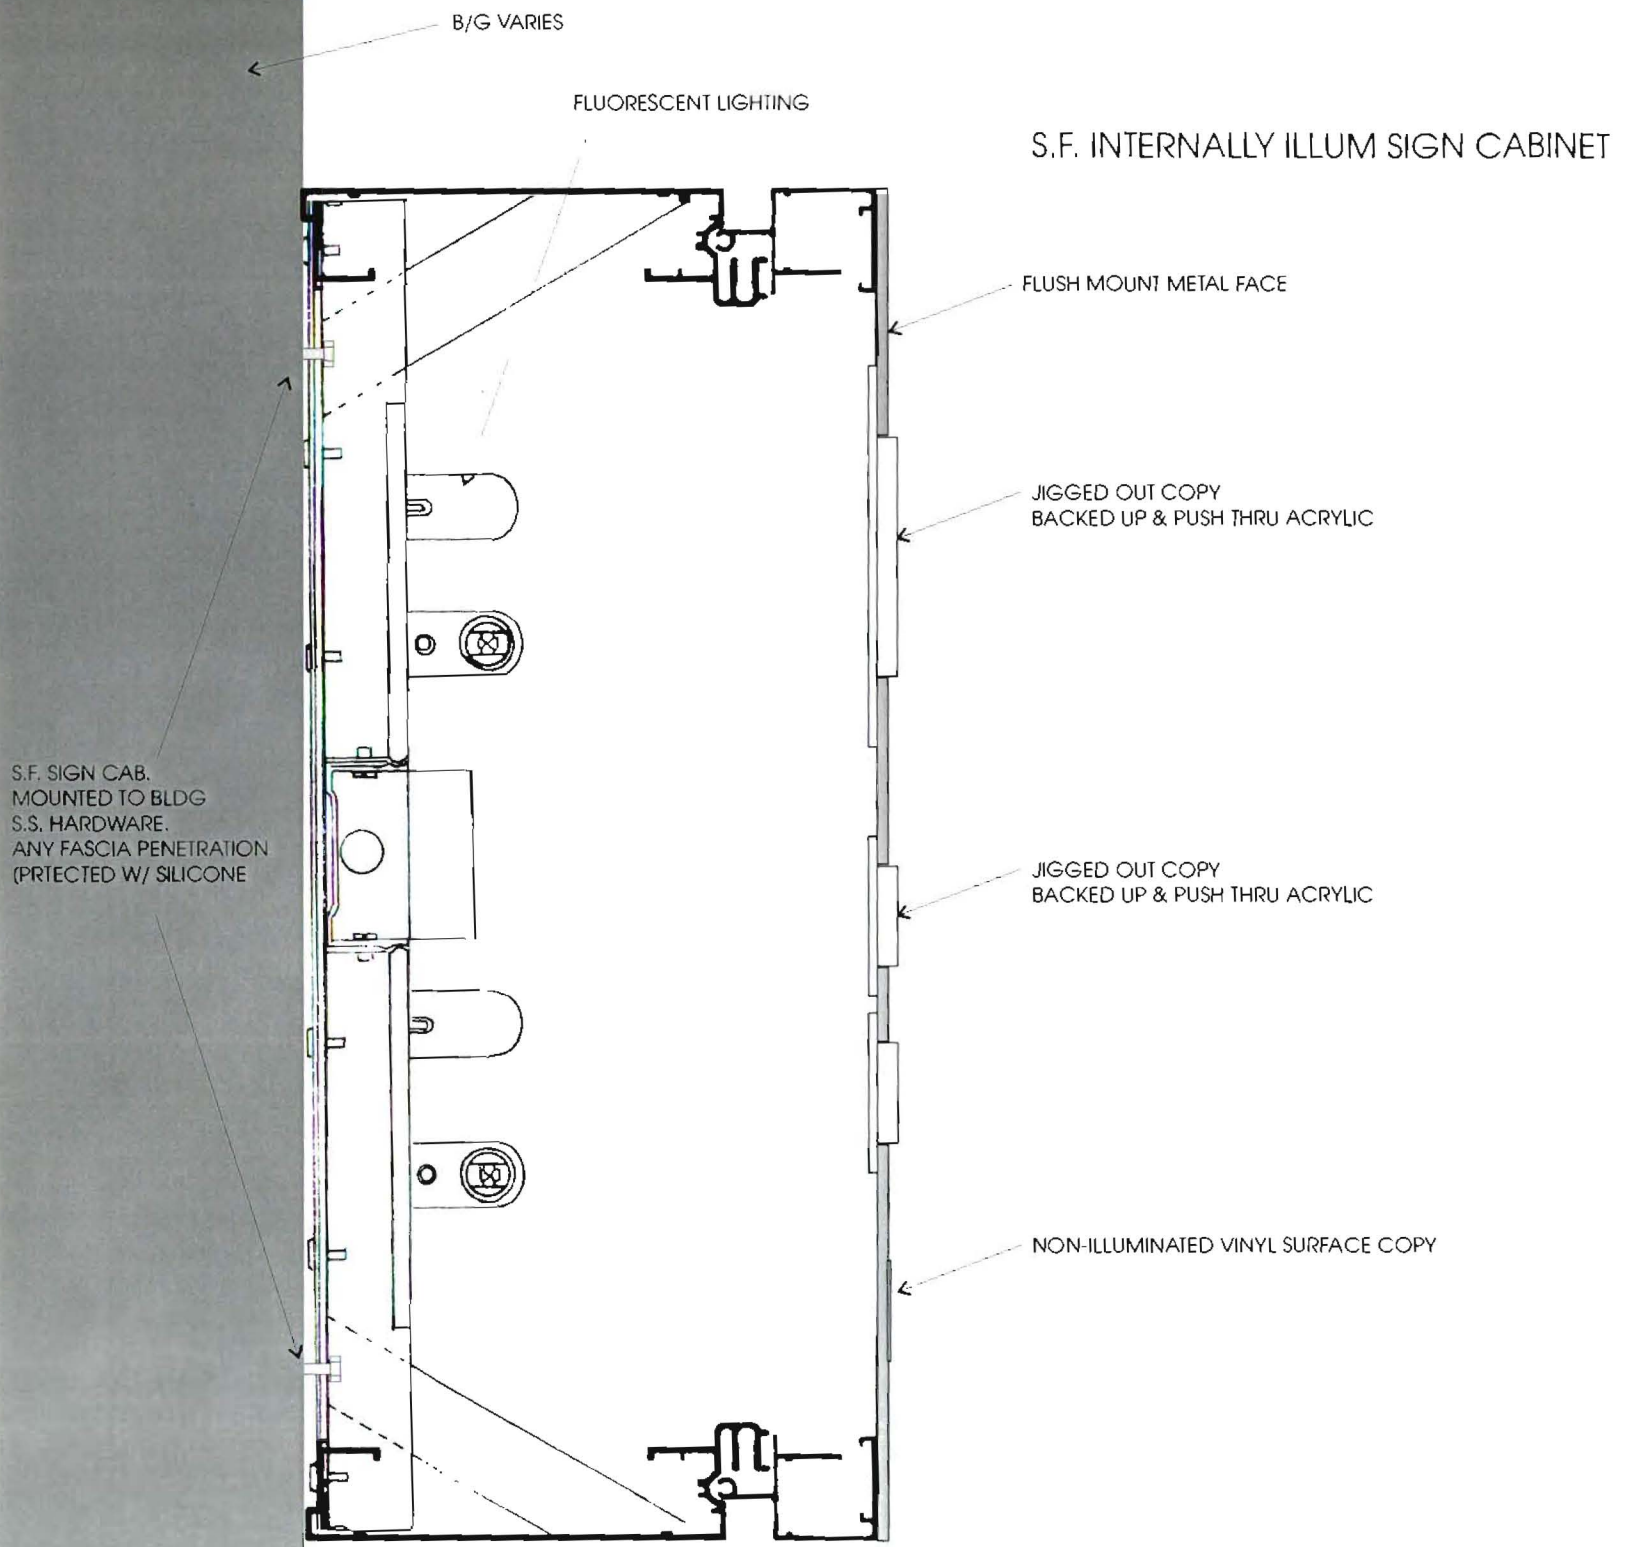 B/G VARIES
FLUORESCENT LIGHTING
S.F. INTERNALLY ILLUM SIGN CABINET
FLUSH MOUNT METAL FACE
JIGGED OUT COPY
BACKED UP & PUSH THRU ACRYLIC
S.F. SIGN CAB.
MOUNTED TO BLDG
S.S. HARDWARE.
ANY FASCIA PENETRATION
(PRTECTED W/ SILICONE
JIGGED OUT COPY
BACKED UP & PUSH THRU ACRYLIC
NON-ILLUMINATED VINYL SURFACE COPY